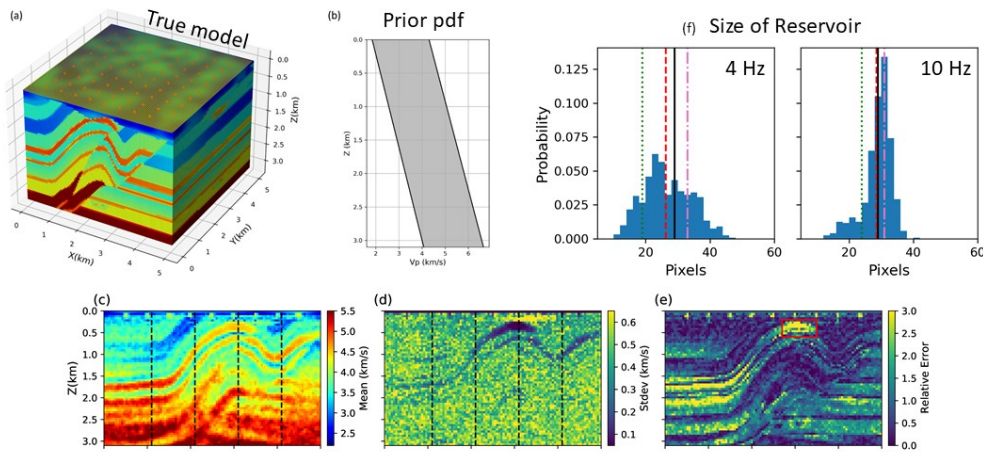 (a)
True model
0.0
0.5
1.0
1.5
2.0
2.5
3.0
Z(km)
0
1
2
3
4
5
X(km)
0
1
2
3
4
5
Y(km)
(b)
Prior pdf
0.0
0.5
1.0
1.5
2.0
2.5
3.0
Z (km)
2 3 4 5 6
Vp (km/s)
(f) Size of Reservoir
4 Hz
10 Hz
0.125
0.100
0.075
0.050
0.025
0.000
Probability
0 20 40 60
Pixels
0 20 40 60
Pixels
(c)
0.0
0.5
1.0
1.5
2.0
2.5
3.0
Z(km)
5.5
5.0
4.5
4.0
3.5
3.0
2.5
Mean (km/s)
(d)
0.6
0.5
0.4
0.3
0.2
0.1
Stdev (km/s)
(e)
3.0
2.5
2.0
1.5
1.0
0.5
0.0
Relative Error